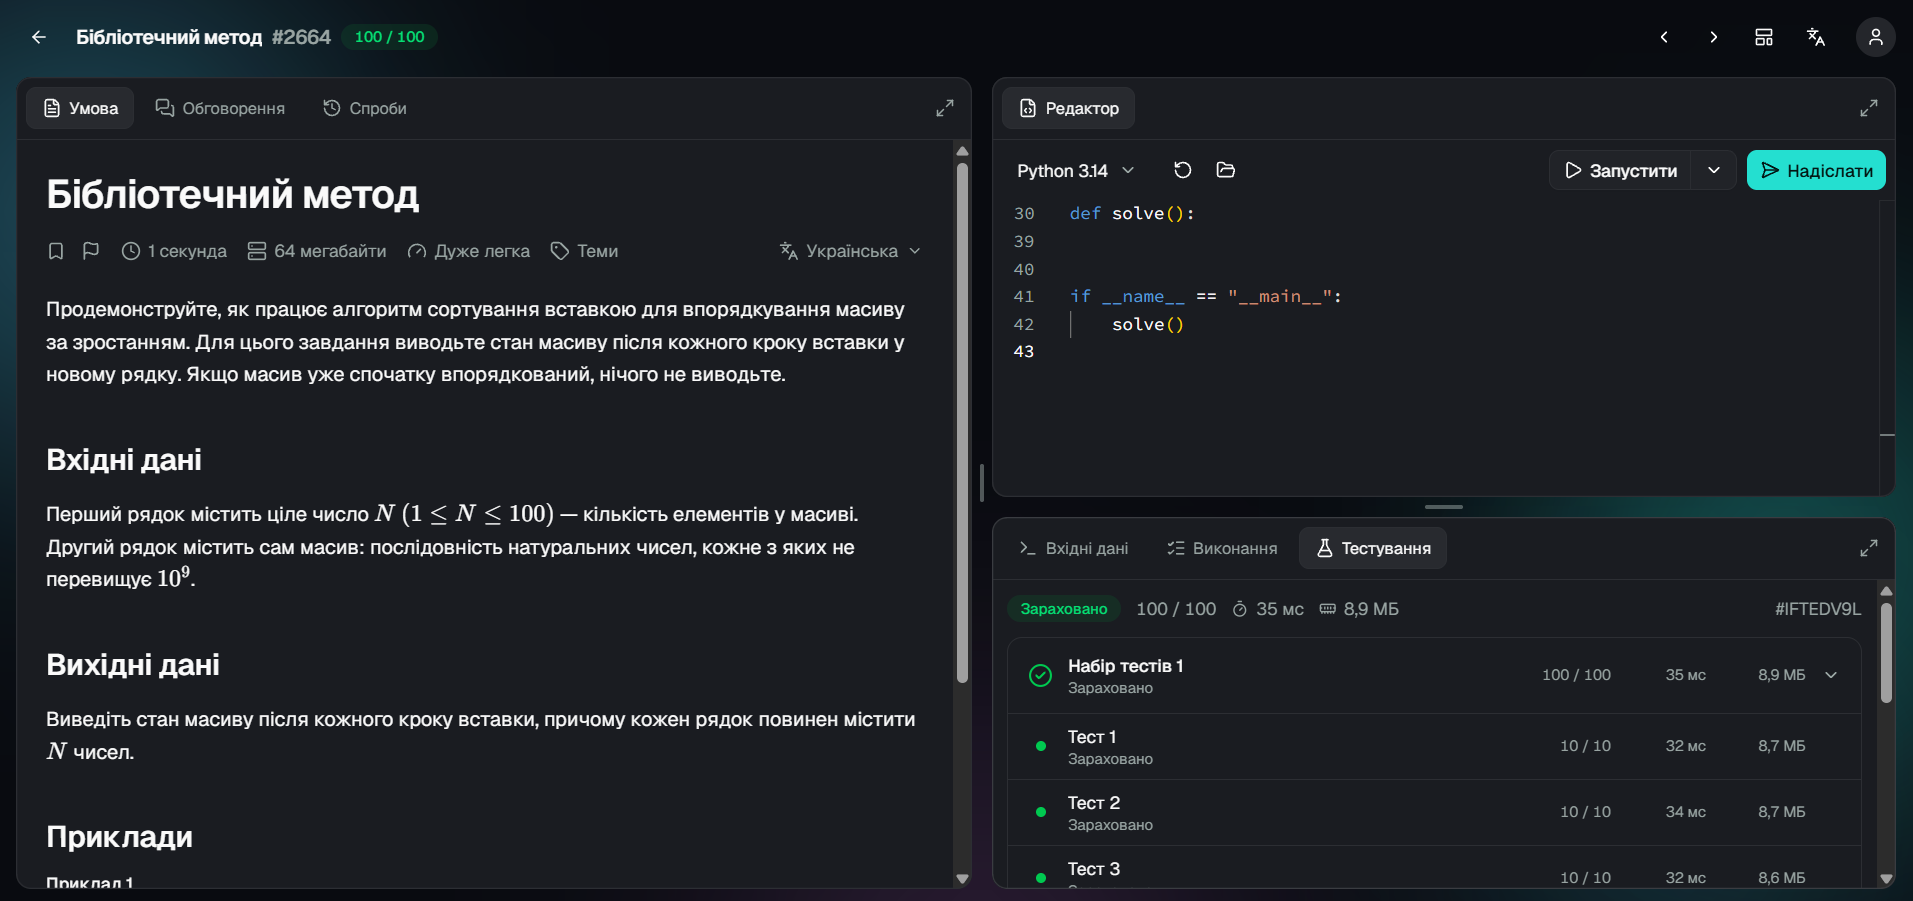 Бібліотечний метод #2664 100 / 100
Умова Обговорення Спроби
Бібліотечний метод
1 секунда 64 мегабайти Дуже легка Теми Українська
Продемонструйте, як працює алгоритм сортування вставкою для впорядкування масиву
за зростанням. Для цього завдання виводьте стан масиву після кожного кроку вставки у
новому рядку. Якщо масив уже спочатку впорядкований, нічого не виводьте.
Вхідні дані
Перший рядок містить ціле число N (1 ≤ N ≤ 100) — кількість елементів у масиві.
Другий рядок містить сам масив: послідовність натуральних чисел, кожне з яких не
перевищує 10⁹.
Вихідні дані
Виведіть стан масиву після кожного кроку вставки, причому кожен рядок повинен містити
N чисел.
Приклади
Приклад 1
Редактор
Python 3.14 Запустити Надіслати
30 def solve():
39
40
41 if __name__ == "__main__":
42 solve()
43
Вхідні дані Виконання Тестування
Зараховано 100 / 100 35 мс 8,9 МБ #IFTEDV9L
Набір тестів 1 100 / 100 35 мс 8,9 МБ
Зараховано
Тест 1 10 / 10 32 мс 8,7 МБ
Зараховано
Тест 2 10 / 10 34 мс 8,7 МБ
Зараховано
Тест 3 10 / 10 32 мс 8,6 МБ